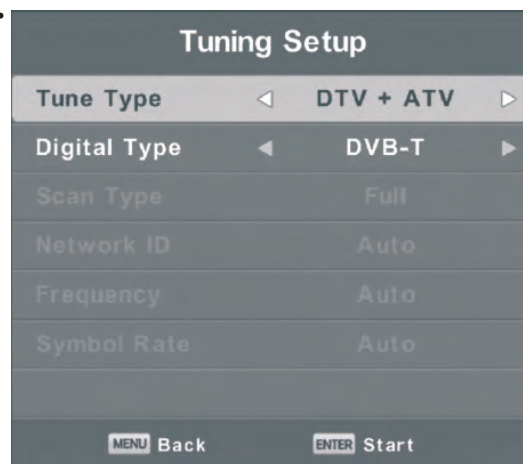 Tuning Setup
Tune Type DTV + ATV
Digital Type DVB-T
Scan Type Full
Network ID Auto
Frequency Auto
Symbol Rate Auto
MENU Back ENTER Start